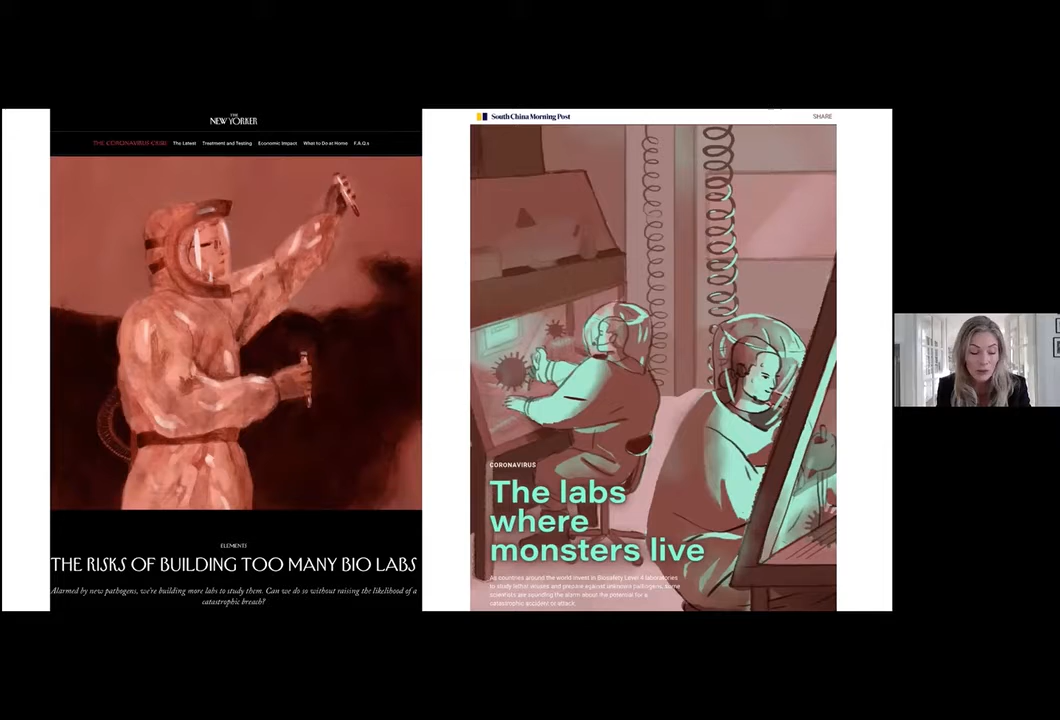 THE
NEW YORKER
THE CORONAVIRUS CRISIS The Latest Treatment and Testing Economic Impact What to Do at Home F.A.Q.s
ELEMENTS
THE RISKS OF BUILDING TOO MANY BIO LABS
Alarmed by new pathogens, we're building more labs to study them. Can we do so without raising the likelihood of a
catastrophic breach?
South China Morning Post
SHARE
CORONAVIRUS
The labs
where
monsters live
As countries around the world invest in Biosafety Level 4 laboratories
to study lethal viruses and prepare against unknown pathogens, some
scientists are sounding the alarm about the potential for a
catastrophic accident or attack.